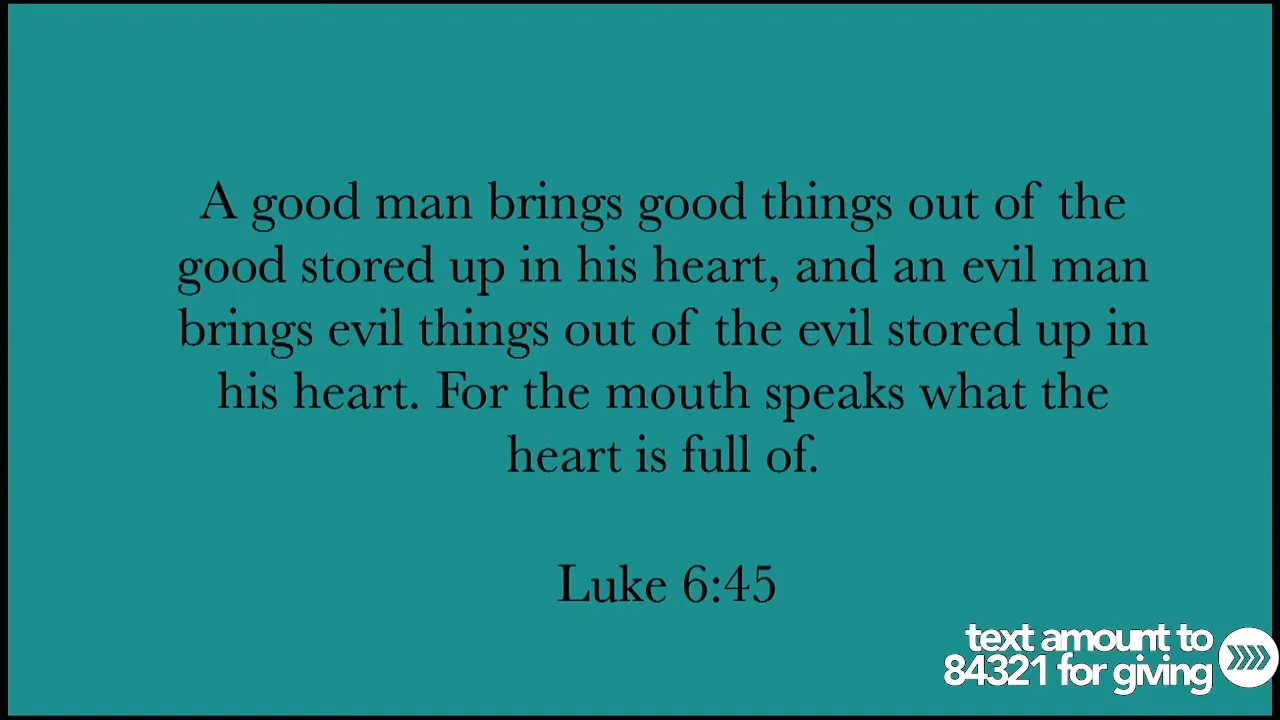 A good man brings good things out of the
good stored up in his heart, and an evil man
brings evil things out of the evil stored up in
his heart. For the mouth speaks what the
heart is full of.
Luke 6:45
text amount to
84321 for giving